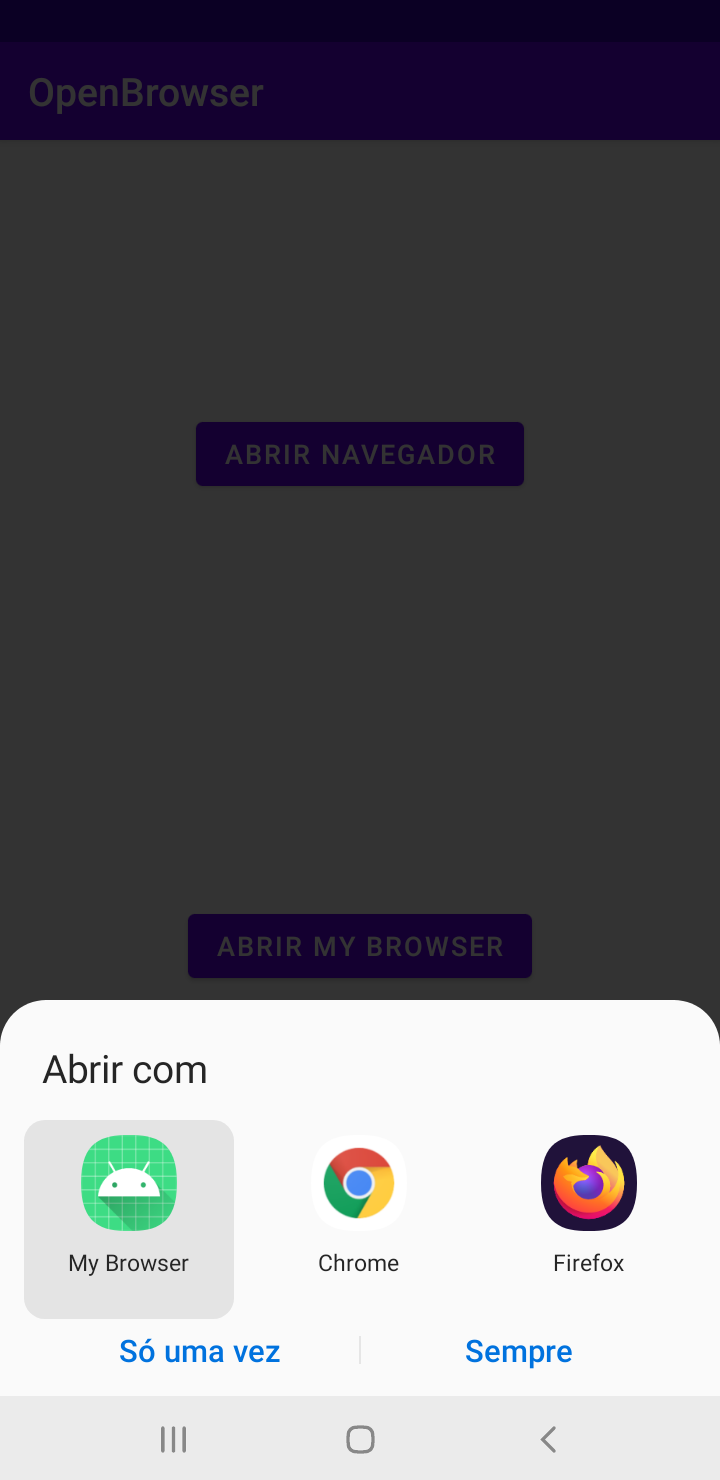 OpenBrowser
ABRIR NAVEGADOR
ABRIR MY BROWSER
Abrir com
My Browser
Chrome
Firefox
Só uma vez
Sempre